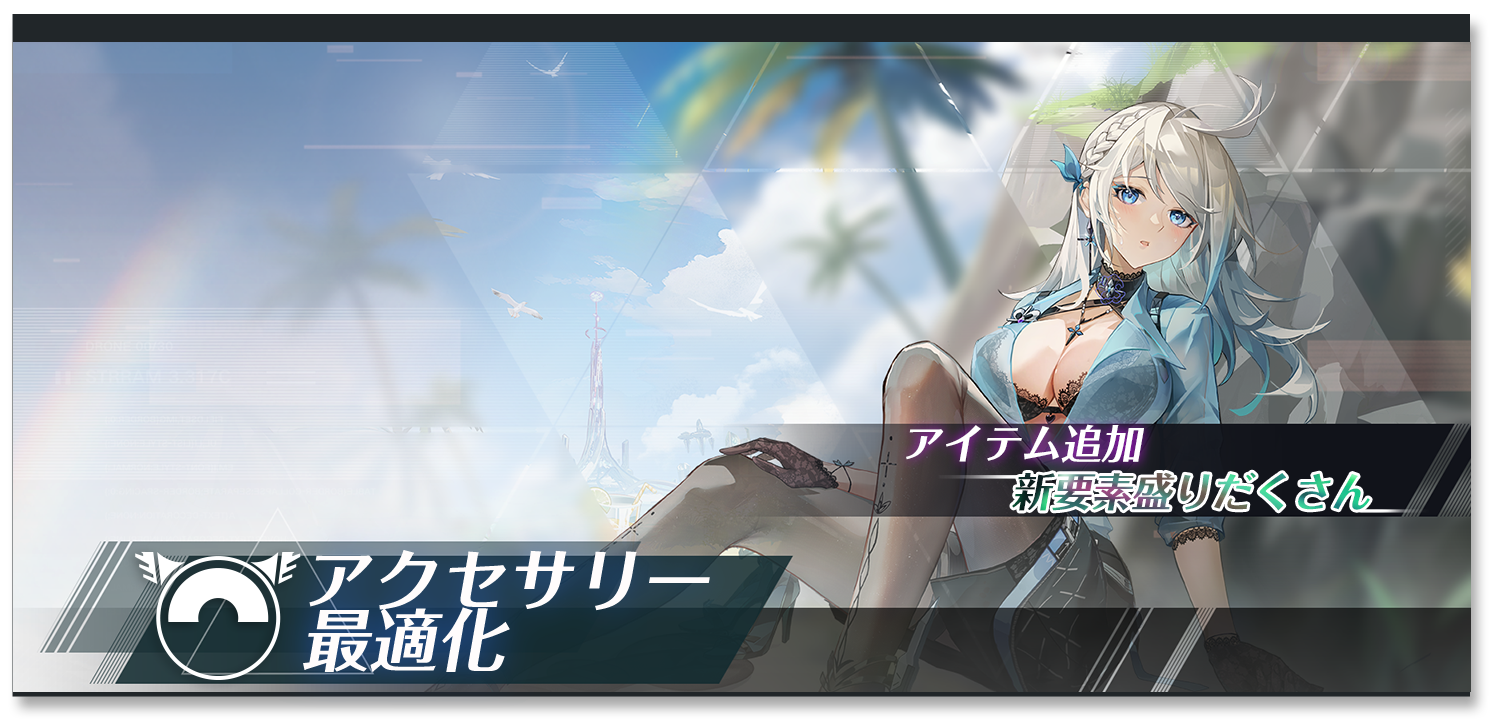 アイテム追加
新要素盛りだくさん
アクセサリー
最適化